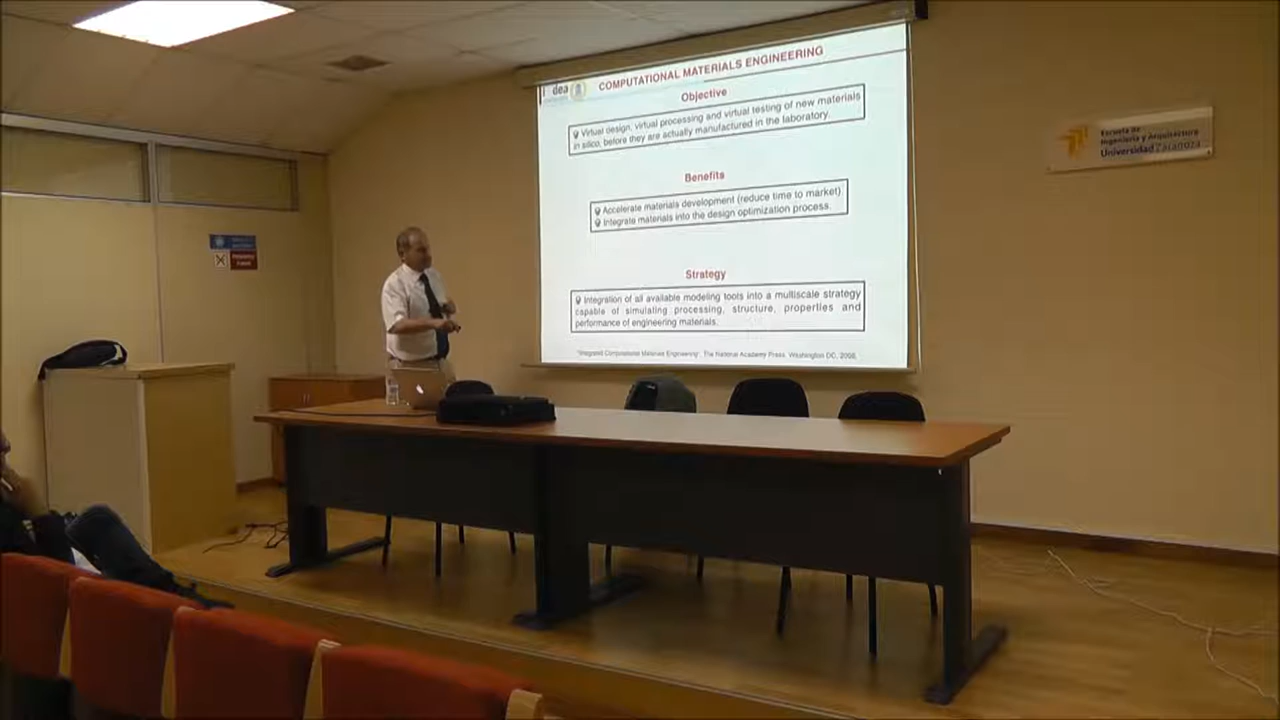 i dea
COMPUTATIONAL MATERIALS ENGINEERING
Objective
Virtual design, virtual processing and virtual testing of new materials
in silico, before they are actually manufactured in the laboratory.
Benefits
Accelerate materials development (reduce time to market)
Integrate materials into the design optimization process.
Strategy
Integration of all available modeling tools into a multiscale strategy
capable of simulating processing, structure, properties and
performance of engineering materials.
"Integrated Computational Materials Engineering", The National Academy Press, Washington DC, 2008.
Escuela de
Ingeniería y Arquitectura
Universidad Zaragoza